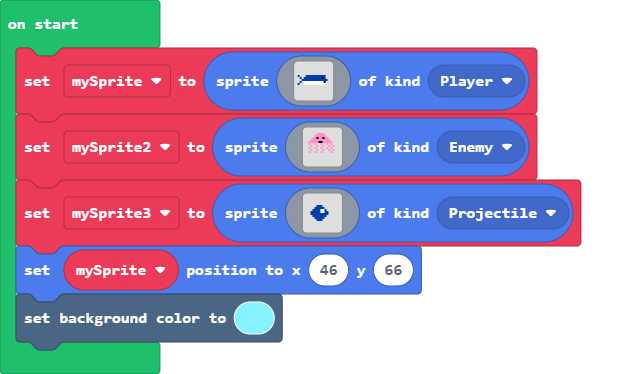 on start
set mySprite to sprite of kind Player
set mySprite2 to sprite of kind Enemy
set mySprite3 to sprite of kind Projectile
set mySprite position to x 46 y 66
set background color to